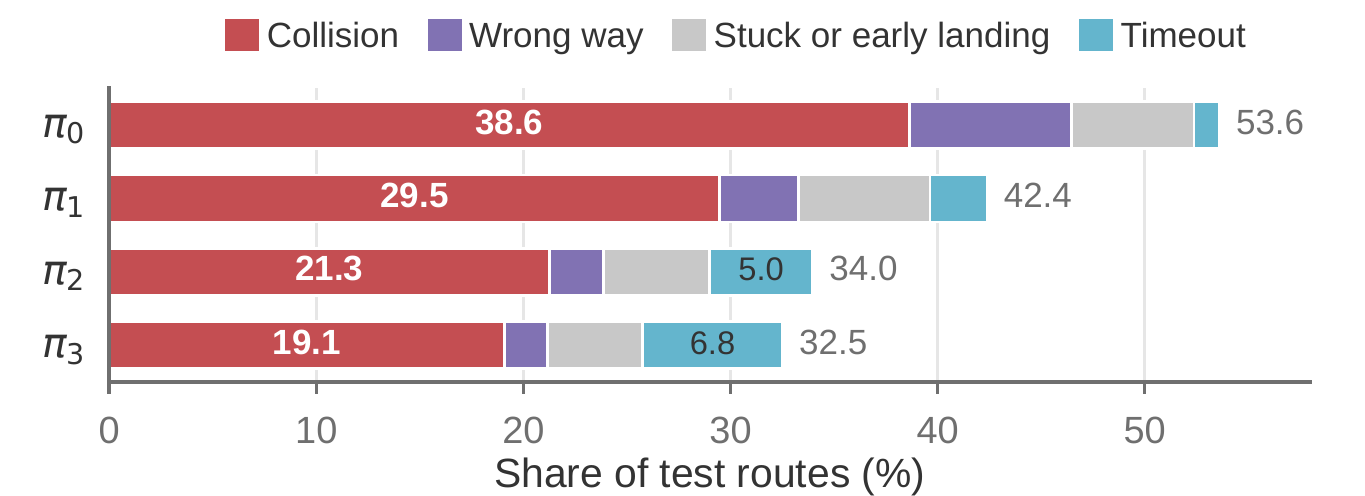 Collision Wrong way Stuck or early landing Timeout
π0 38.6 53.6
π1 29.5 42.4
π2 21.3 5.0 34.0
π3 19.1 6.8 32.5
0 10 20 30 40 50
Share of test routes (%)